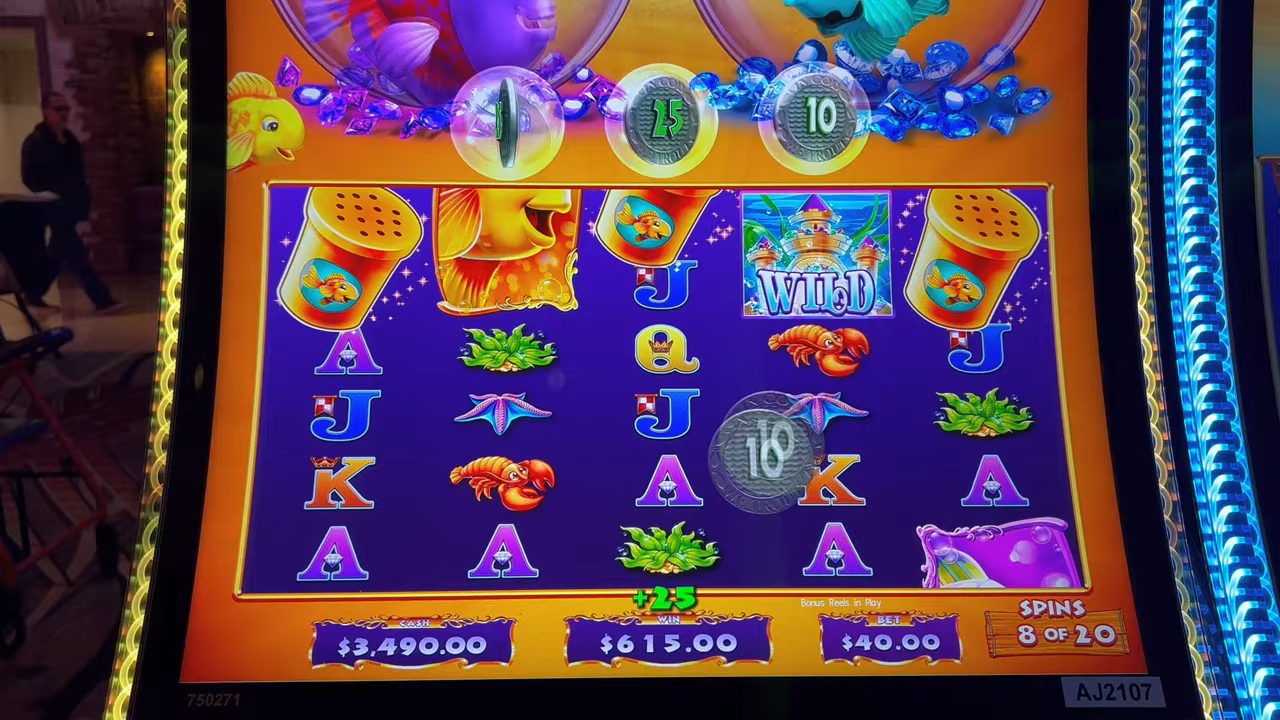 25
10
J
WILD
A
Q
J
J
J
10
10
K
A
K
A
A
A
A
+25
Bonus Reels in Play
CASH
WIN
BET
SPINS
$3,490.00
$615.00
$40.00
8 OF 20
750271
AJ2107